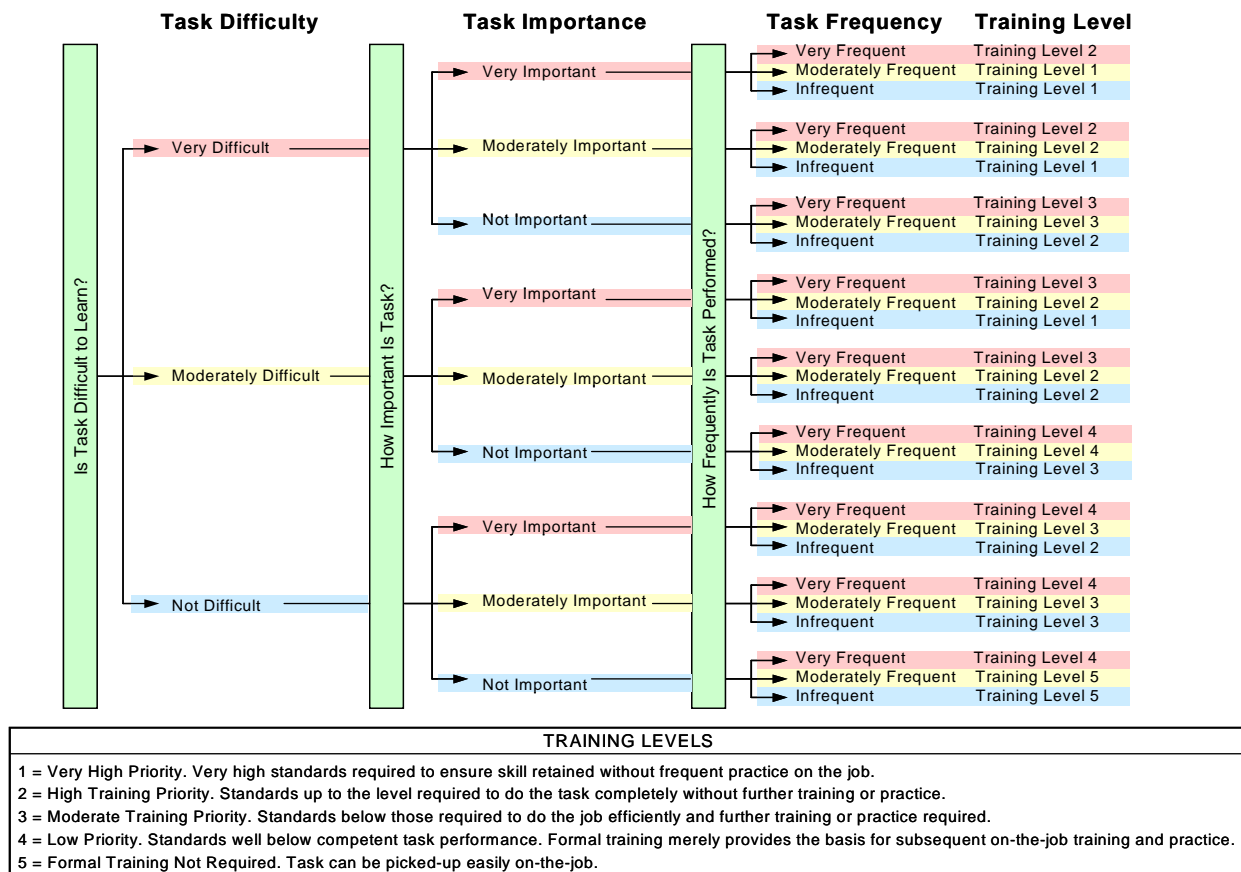 Task Difficulty
Task Importance
Task Frequency
Training Level
Is Task Difficult to Learn?
Very Difficult
Moderately Difficult
Not Difficult
How Important Is Task?
Very Important
Moderately Important
Not Important
Very Important
Moderately Important
Not Important
Very Important
Moderately Important
Not Important
How Frequently Is Task Performed?
Very Frequent Training Level 2
Moderately Frequent Training Level 1
Infrequent Training Level 1
Very Frequent Training Level 2
Moderately Frequent Training Level 2
Infrequent Training Level 1
Very Frequent Training Level 3
Moderately Frequent Training Level 3
Infrequent Training Level 2
Very Frequent Training Level 3
Moderately Frequent Training Level 2
Infrequent Training Level 1
Very Frequent Training Level 3
Moderately Frequent Training Level 2
Infrequent Training Level 2
Very Frequent Training Level 4
Moderately Frequent Training Level 4
Infrequent Training Level 3
Very Frequent Training Level 4
Moderately Frequent Training Level 3
Infrequent Training Level 2
Very Frequent Training Level 4
Moderately Frequent Training Level 3
Infrequent Training Level 3
Very Frequent Training Level 4
Moderately Frequent Training Level 5
Infrequent Training Level 5
TRAINING LEVELS
1 = Very High Priority. Very high standards required to ensure skill retained without frequent practice on the job.
2 = High Training Priority. Standards up to the level required to do the task completely without further training or practice.
3 = Moderate Training Priority. Standards below those required to do the job efficiently and further training or practice required.
4 = Low Priority. Standards well below competent task performance. Formal training merely provides the basis for subsequent on-the-job training and practice.
5 = Formal Training Not Required. Task can be picked-up easily on-the-job.